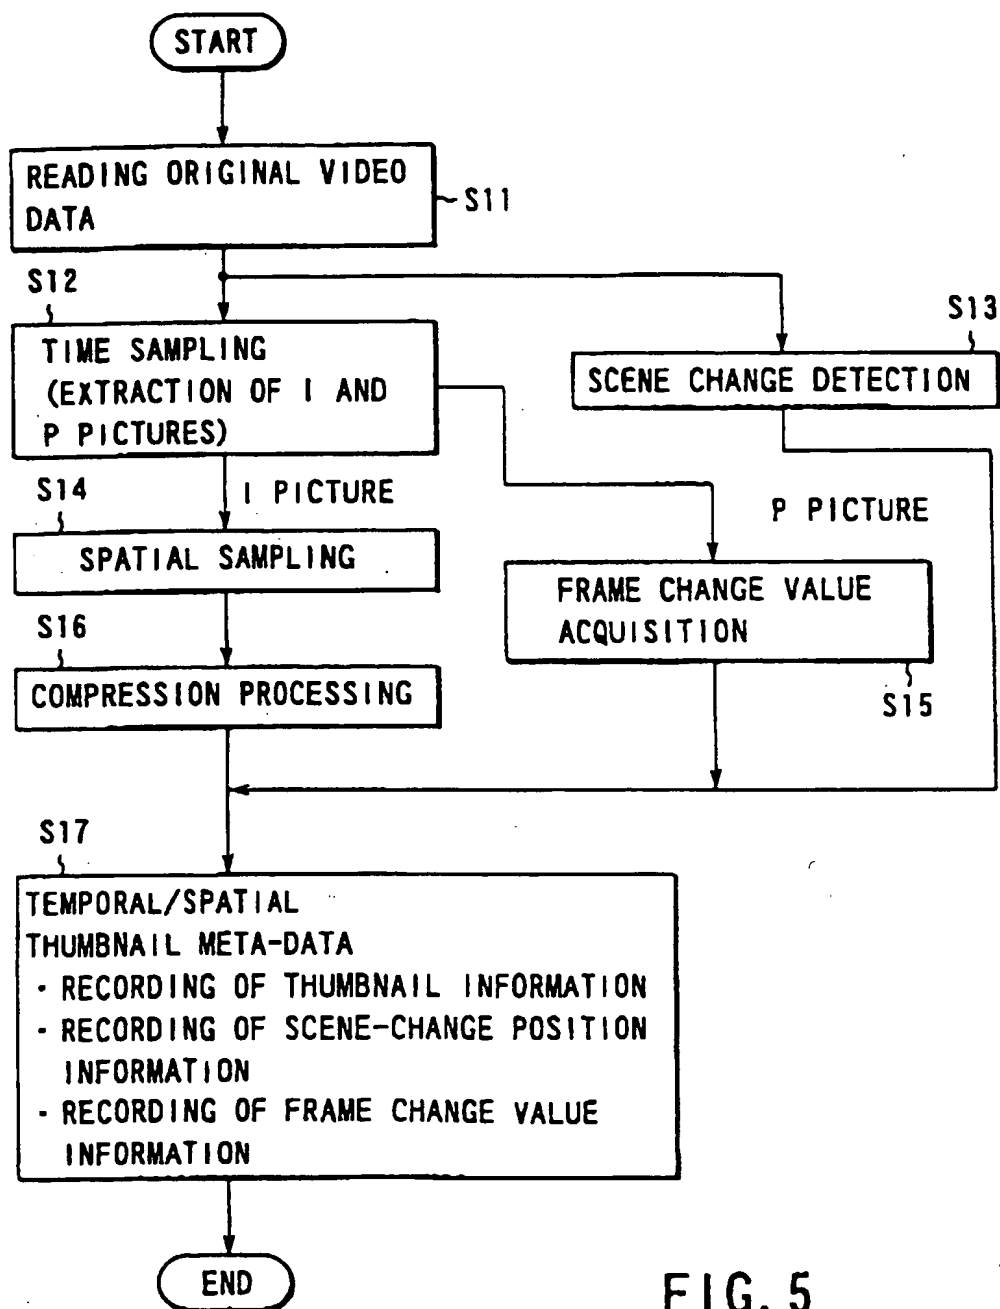 START
READING ORIGINAL VIDEO
DATA
S11
S12
TIME SAMPLING
(EXTRACTION OF I AND
P PICTURES)
S13
SCENE CHANGE DETECTION
I PICTURE
S14
SPATIAL SAMPLING
P PICTURE
FRAME CHANGE VALUE
ACQUISITION
S15
S16
COMPRESSION PROCESSING
S17
TEMPORAL/SPATIAL
THUMBNAIL META-DATA
- RECORDING OF THUMBNAIL INFORMATION
- RECORDING OF SCENE-CHANGE POSITION
INFORMATION
- RECORDING OF FRAME CHANGE VALUE
INFORMATION
END
FIG. 5